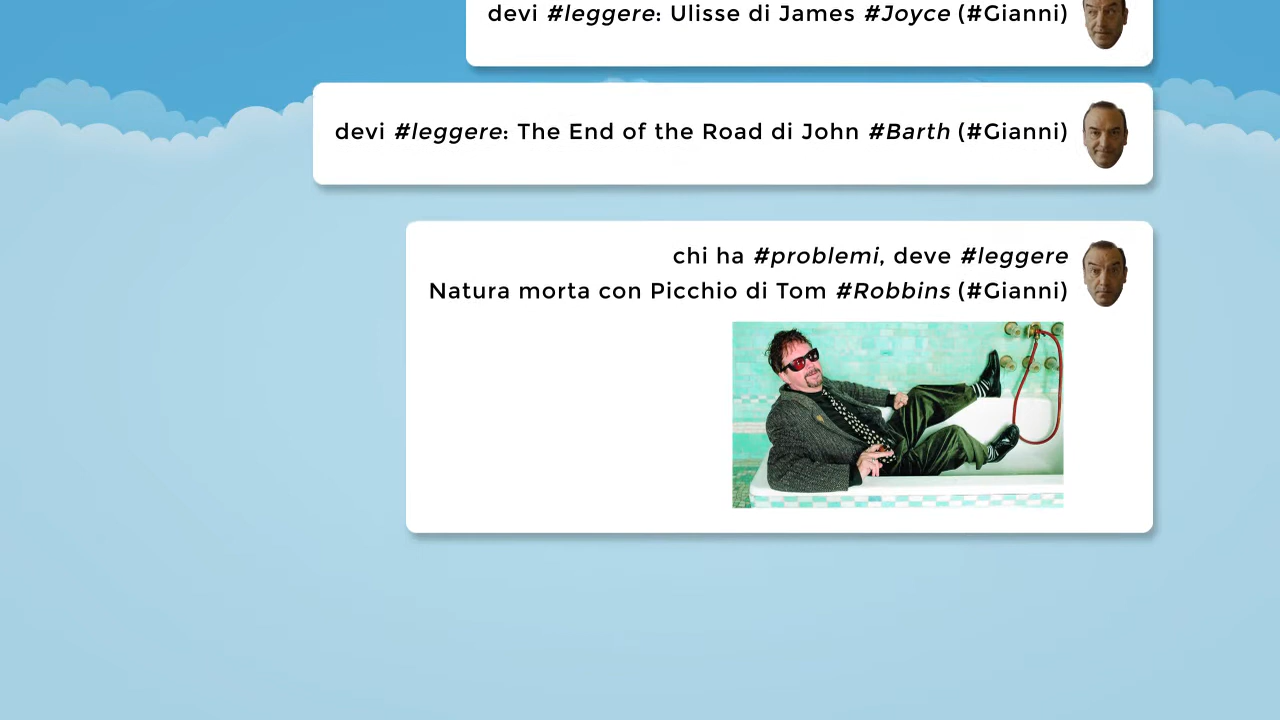 devi #leggere: Ulisse di James #Joyce (#Gianni)
devi #leggere: The End of the Road di John #Barth (#Gianni)
chi ha #problemi, deve #leggere
Natura morta con Picchio di Tom #Robbins (#Gianni)